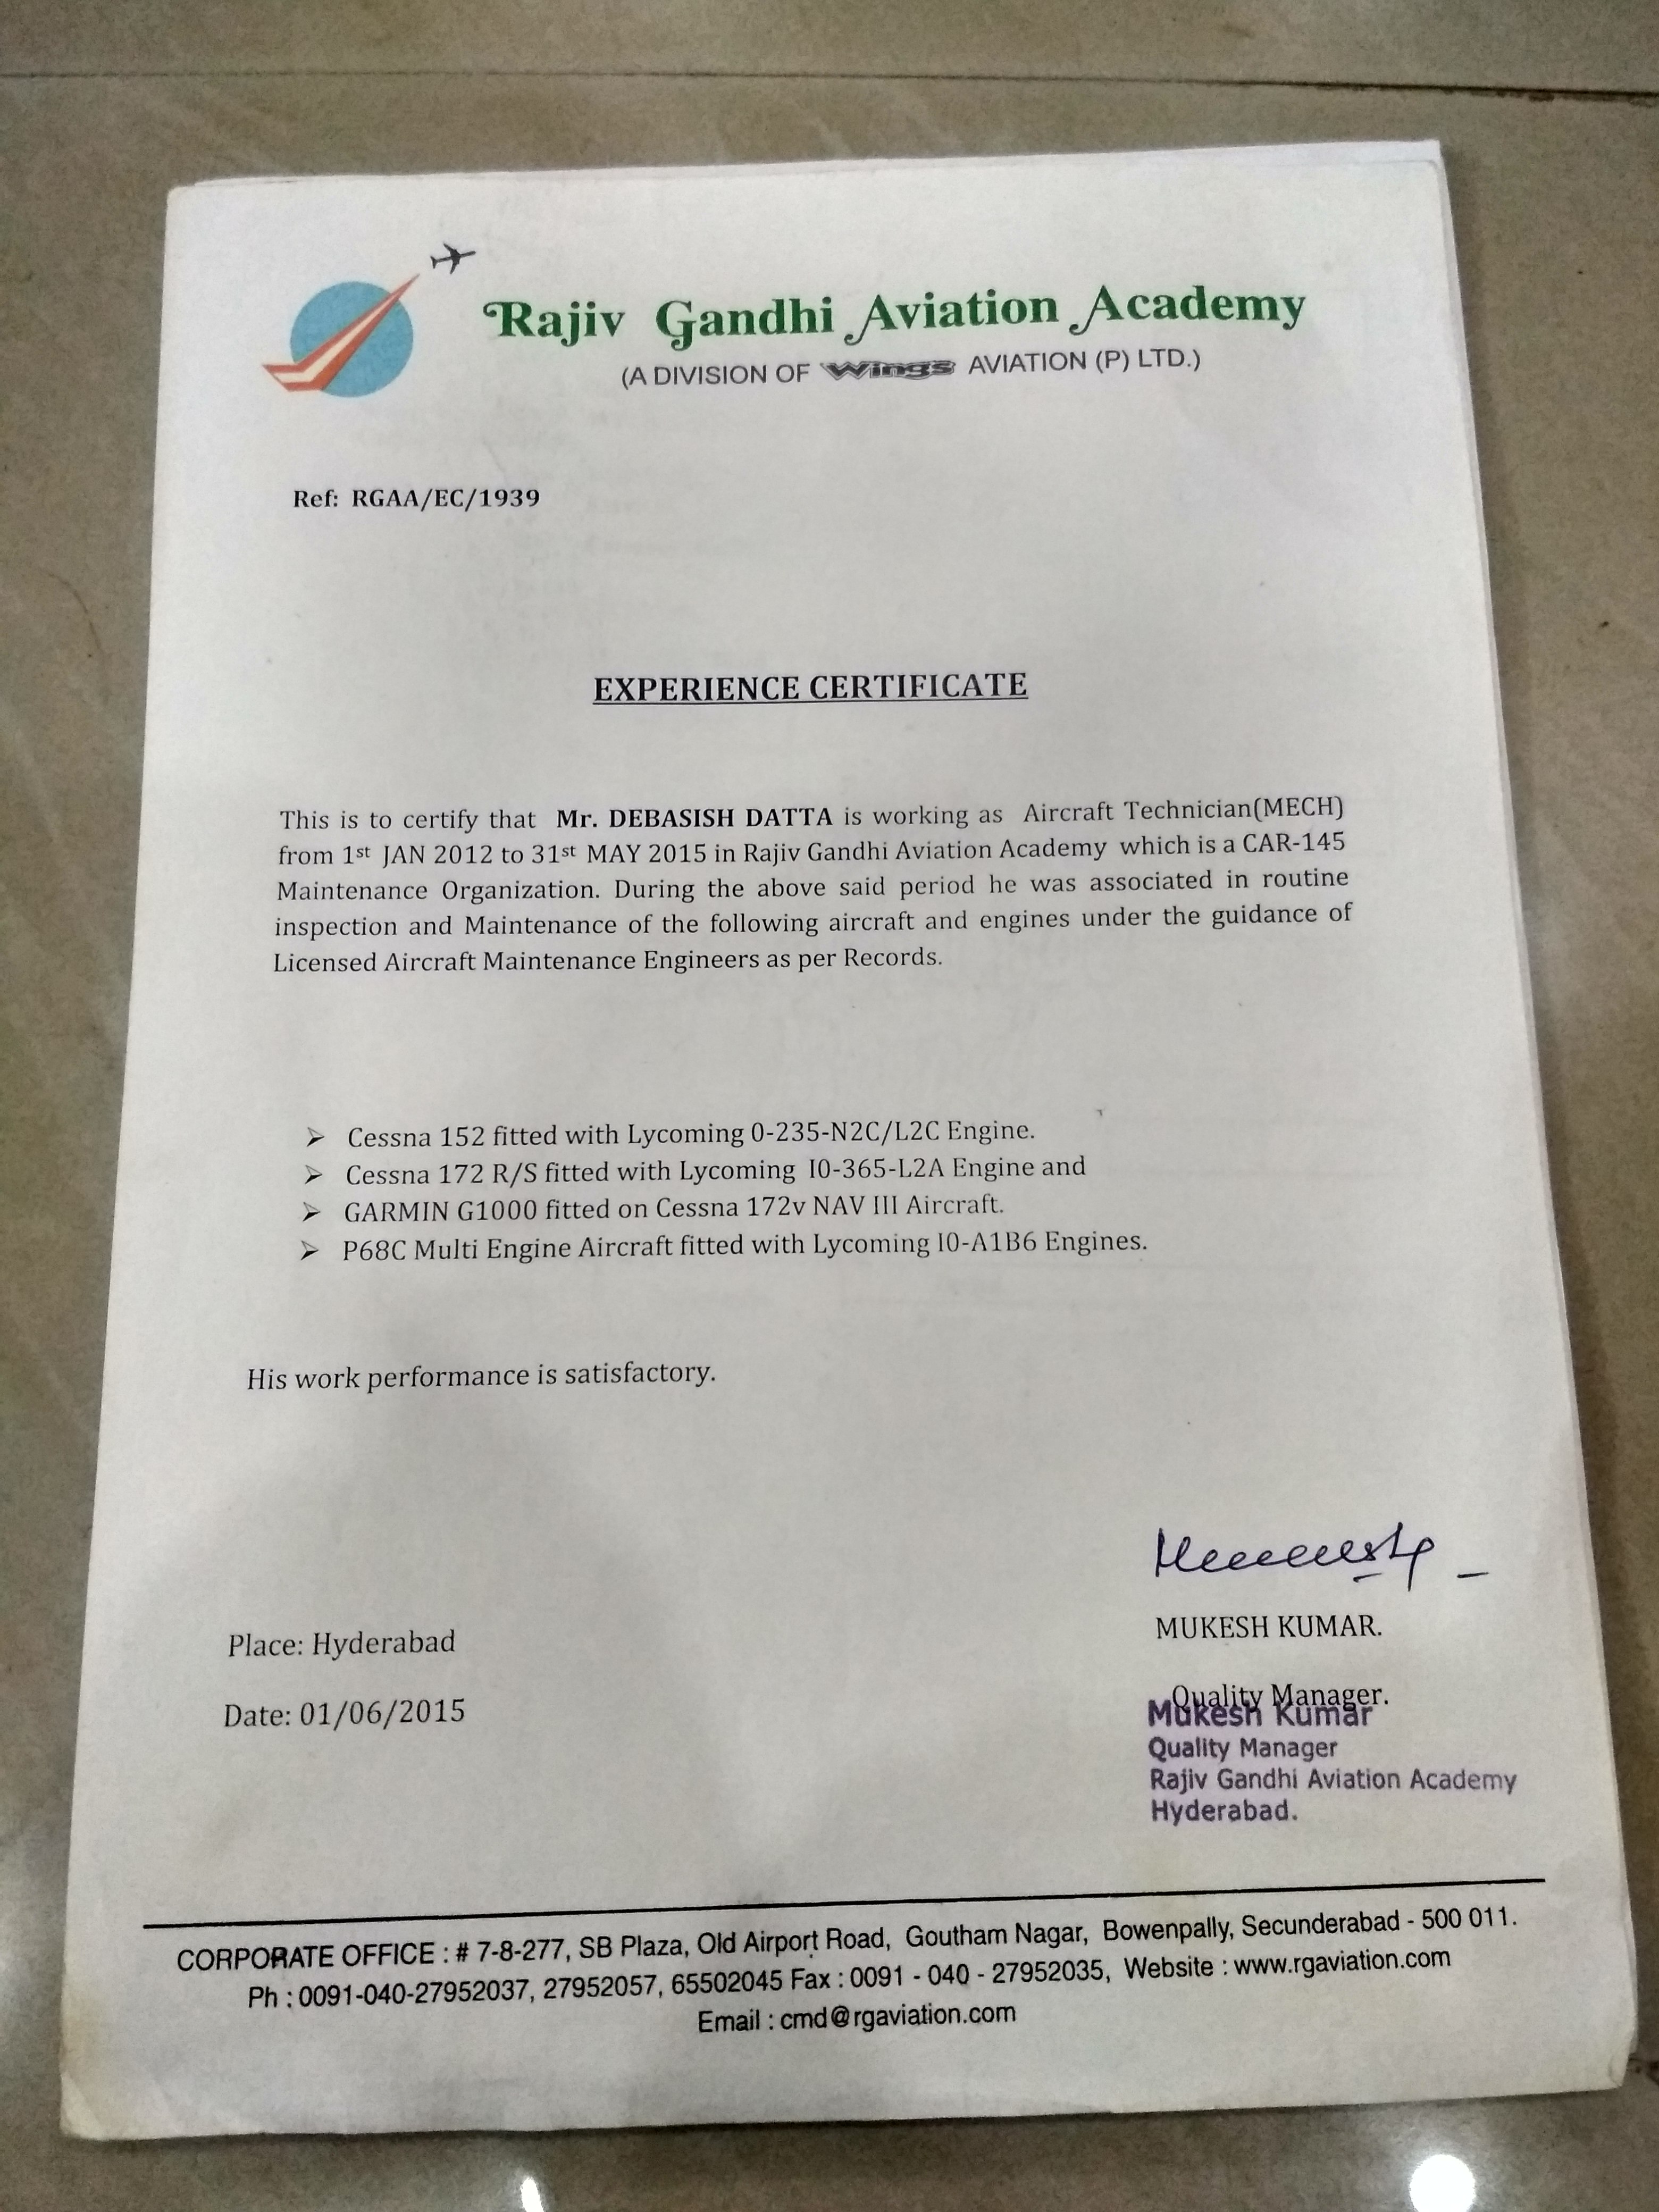 Rajiv Gandhi Aviation Academy
(A DIVISION OF Wings AVIATION (P) LTD.)
Ref: RGAA/EC/1939
EXPERIENCE CERTIFICATE
This is to certify that Mr. DEBASISH DATTA is working as Aircraft Technician(MECH)
from 1st JAN 2012 to 31st MAY 2015 in Rajiv Gandhi Aviation Academy which is a CAR-145
Maintenance Organization. During the above said period he was associated in routine
inspection and Maintenance of the following aircraft and engines under the guidance of
Licensed Aircraft Maintenance Engineers as per Records.
➢ Cessna 152 fitted with Lycoming 0-235-N2C/L2C Engine.
➢ Cessna 172 R/S fitted with Lycoming I0-365-L2A Engine and
➢ GARMIN G1000 fitted on Cessna 172v NAV III Aircraft.
➢ P68C Multi Engine Aircraft fitted with Lycoming I0-A1B6 Engines.
His work performance is satisfactory.
MUKESH KUMAR.
Place: Hyderabad
Quality Manager.
Date: 01/06/2015
Mukesh Kumar
Quality Manager
Rajiv Gandhi Aviation Academy
Hyderabad.
CORPORATE OFFICE : # 7-8-277, SB Plaza, Old Airport Road, Goutham Nagar, Bowenpally, Secunderabad - 500 011.
Ph : 0091-040-27952037, 27952057, 65502045 Fax : 0091 - 040 - 27952035, Website : www.rgaviation.com
Email : cmd@rgaviation.com